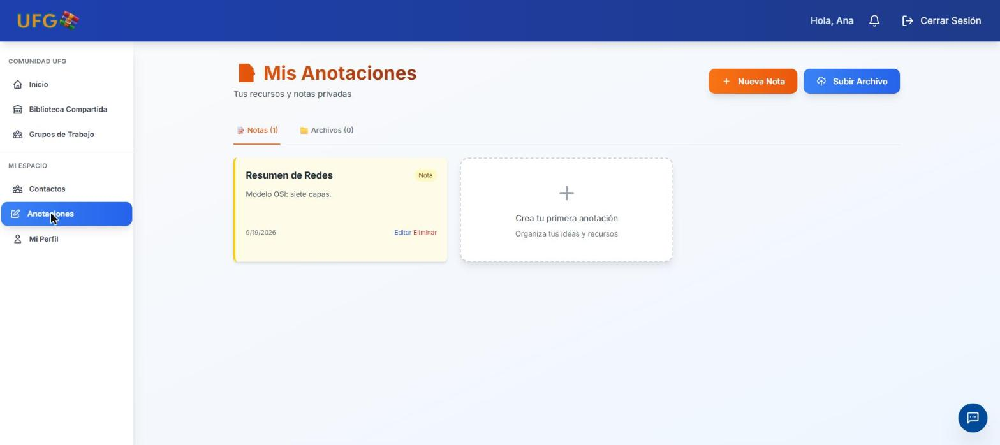 UFG
Hola, Ana
Cerrar Sesión
COMUNIDAD UFG
Inicio
Biblioteca Compartida
Grupos de Trabajo
MI ESPACIO
Contactos
Anotaciones
Mi Perfil
Mis Anotaciones
Tus recursos y notas privadas
Nueva Nota
Subir Archivo
Notas (1)
Archivos (0)
Resumen de Redes
Nota
Modelo OSI: siete capas.
9/19/2026
Editar Eliminar
Crea tu primera anotación
Organiza tus ideas y recursos